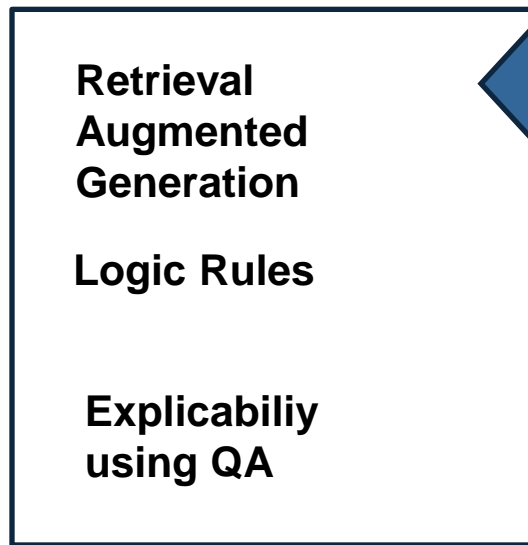 Retrieval
Augmented
Generation
Logic Rules
Explicabiliy
using QA